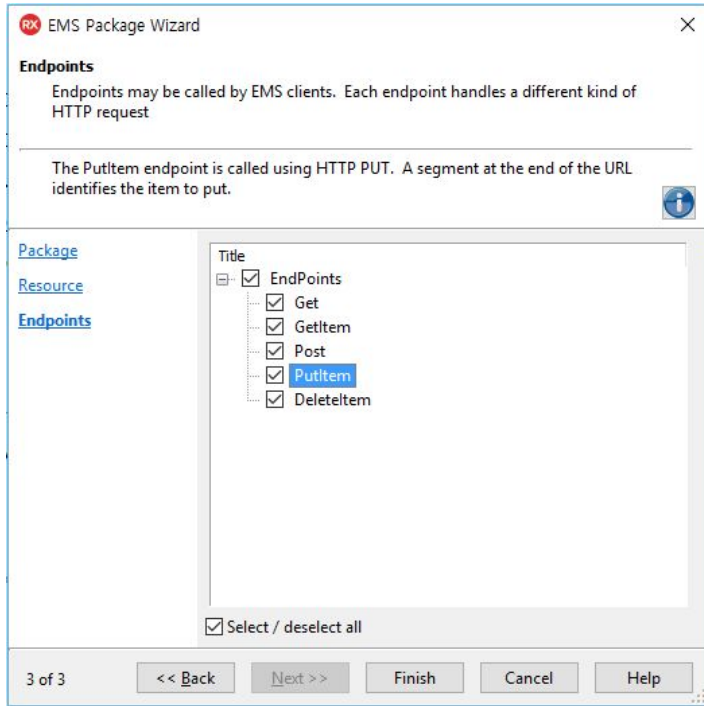 RX EMS Package Wizard
Endpoints
Endpoints may be called by EMS clients. Each endpoint handles a different kind of
HTTP request
The PutItem endpoint is called using HTTP PUT. A segment at the end of the URL
identifies the item to put.
Package
Resource
Endpoints
Title
EndPoints
Get
GetItem
Post
PutItem
DeleteItem
Select / deselect all
3 of 3
<< Back
Next >>
Finish
Cancel
Help